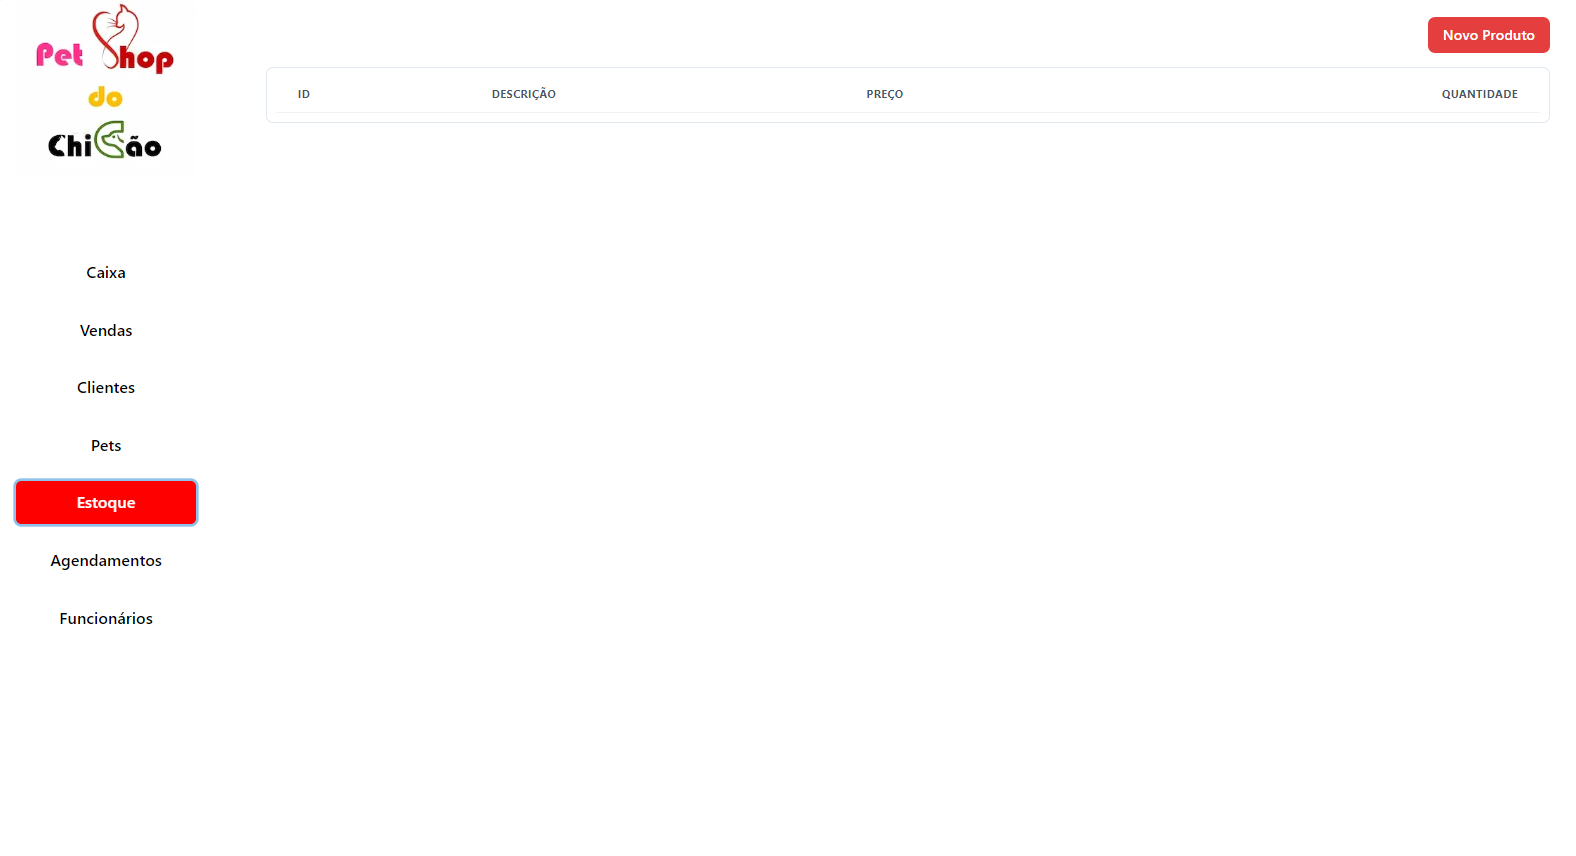 Pet Shop
do
ChiCão
Novo Produto
ID DESCRIÇÃO PREÇO QUANTIDADE
Caixa
Vendas
Clientes
Pets
Estoque
Agendamentos
Funcionários